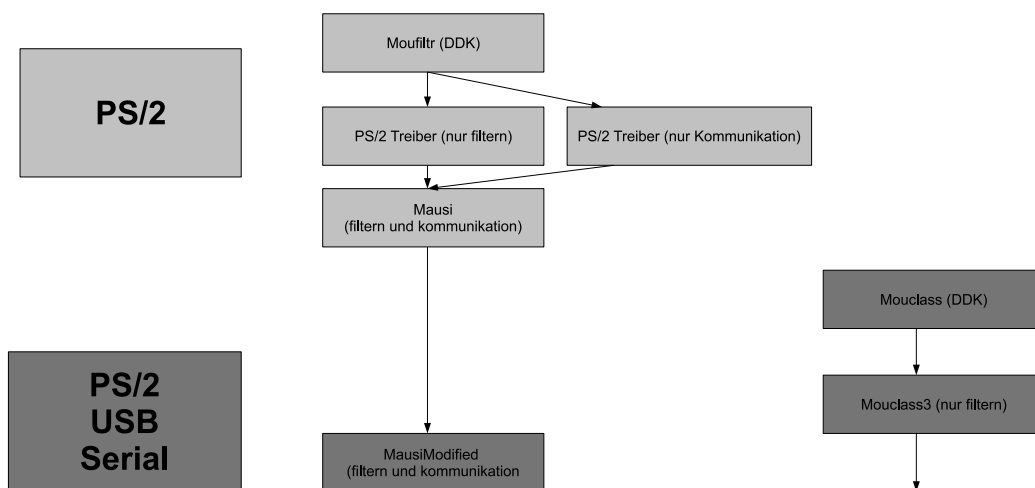 Moufiltr (DDK)
PS/2
PS/2 Treiber (nur filtern)
PS/2 Treiber (nur Kommunikation)
Mausi
(filtern und kommunikation)
Mouclass (DDK)
PS/2
USB
Serial
Mouclass3 (nur filtern)
MausiModified
(filtern und kommunikation